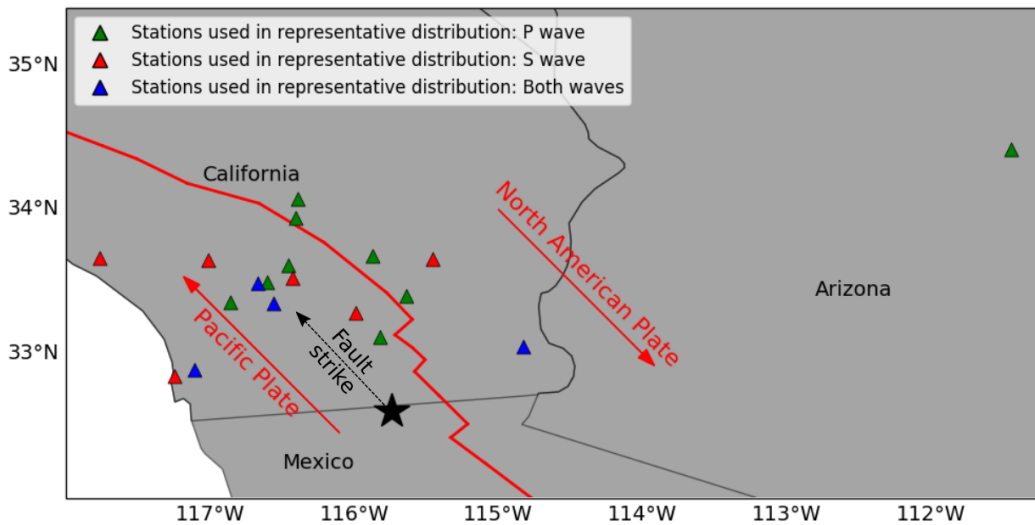 Stations used in representative distribution: P wave
Stations used in representative distribution: S wave
Stations used in representative distribution: Both waves
35°N
34°N
33°N
California
North American Plate
Arizona
Pacific Plate
Fault
strike
Mexico
117°W
116°W
115°W
114°W
113°W
112°W